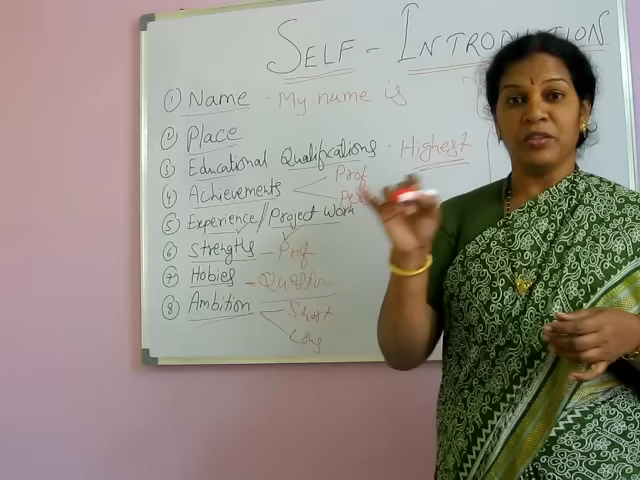 SELF - INTRODUCTION
① Name . My name is
② Place
③ Educational Qualifications . Highest
④ Achievements Prof
⑤ Experience // Project Work
⑥ Strengths - Prof
⑦ Hobies - Question
⑧ Ambition Short
Long